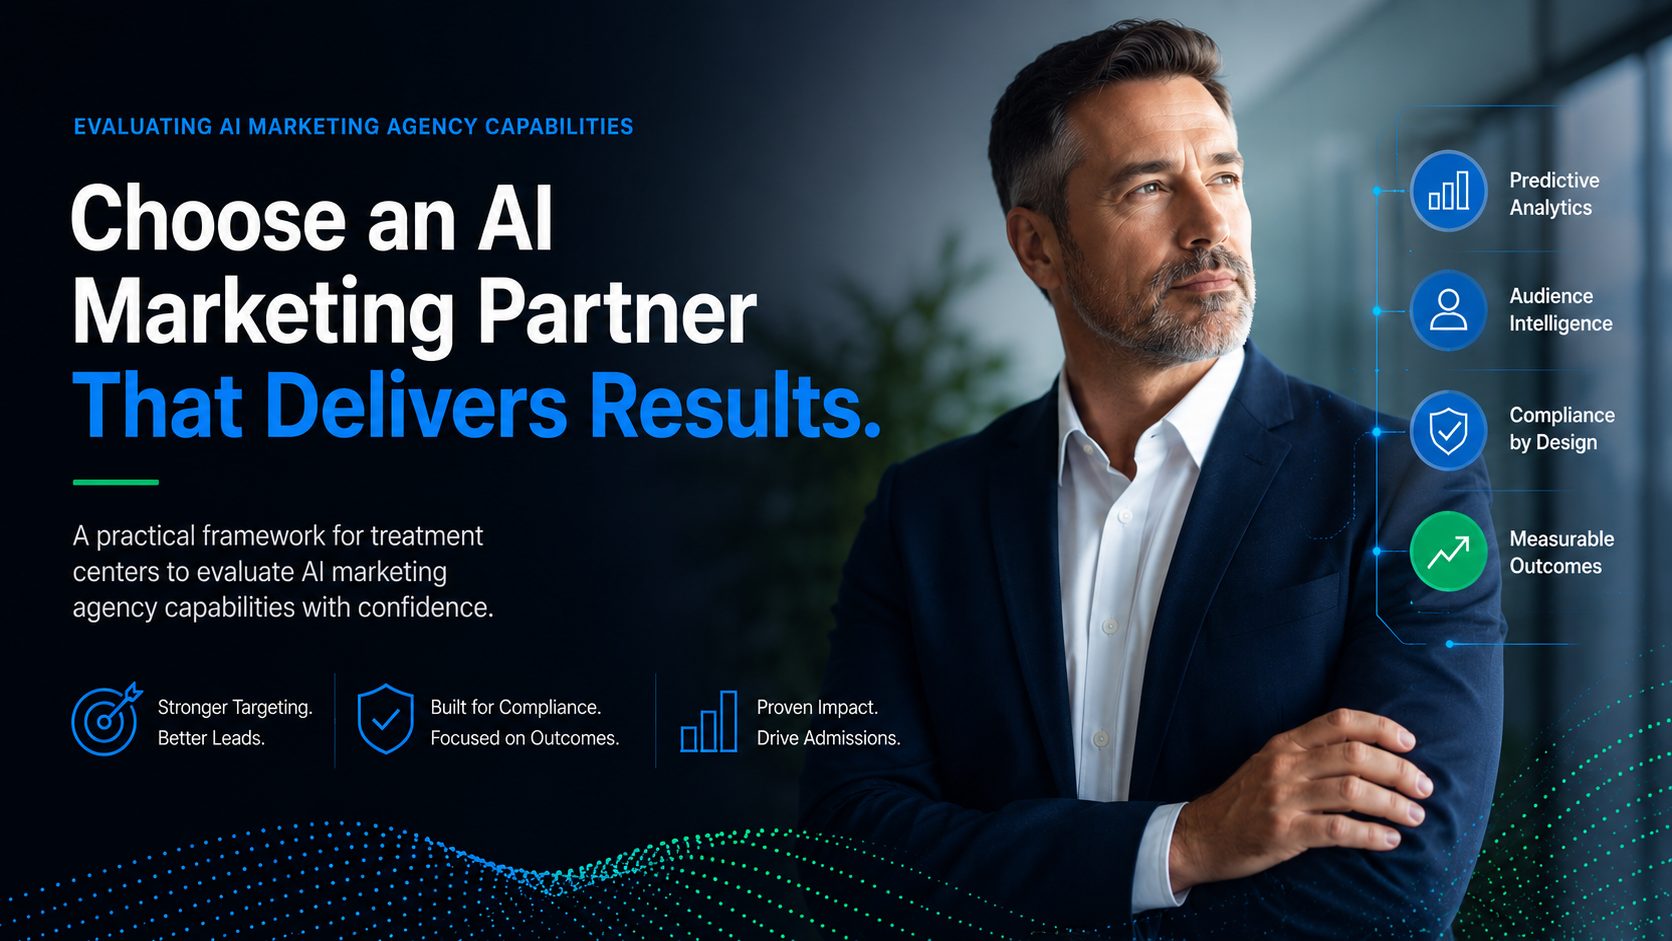 EVALUATING AI MARKETING AGENCY CAPABILITIES
Choose an AI
Marketing Partner
That Delivers Results.
A practical framework for treatment
centers to evaluate AI marketing
agency capabilities with confidence.
Stronger Targeting.
Better Leads.
Built for Compliance.
Focused on Outcomes.
Proven Impact.
Drive Admissions.
Predictive
Analytics
Audience
Intelligence
Compliance
by Design
Measurable
Outcomes